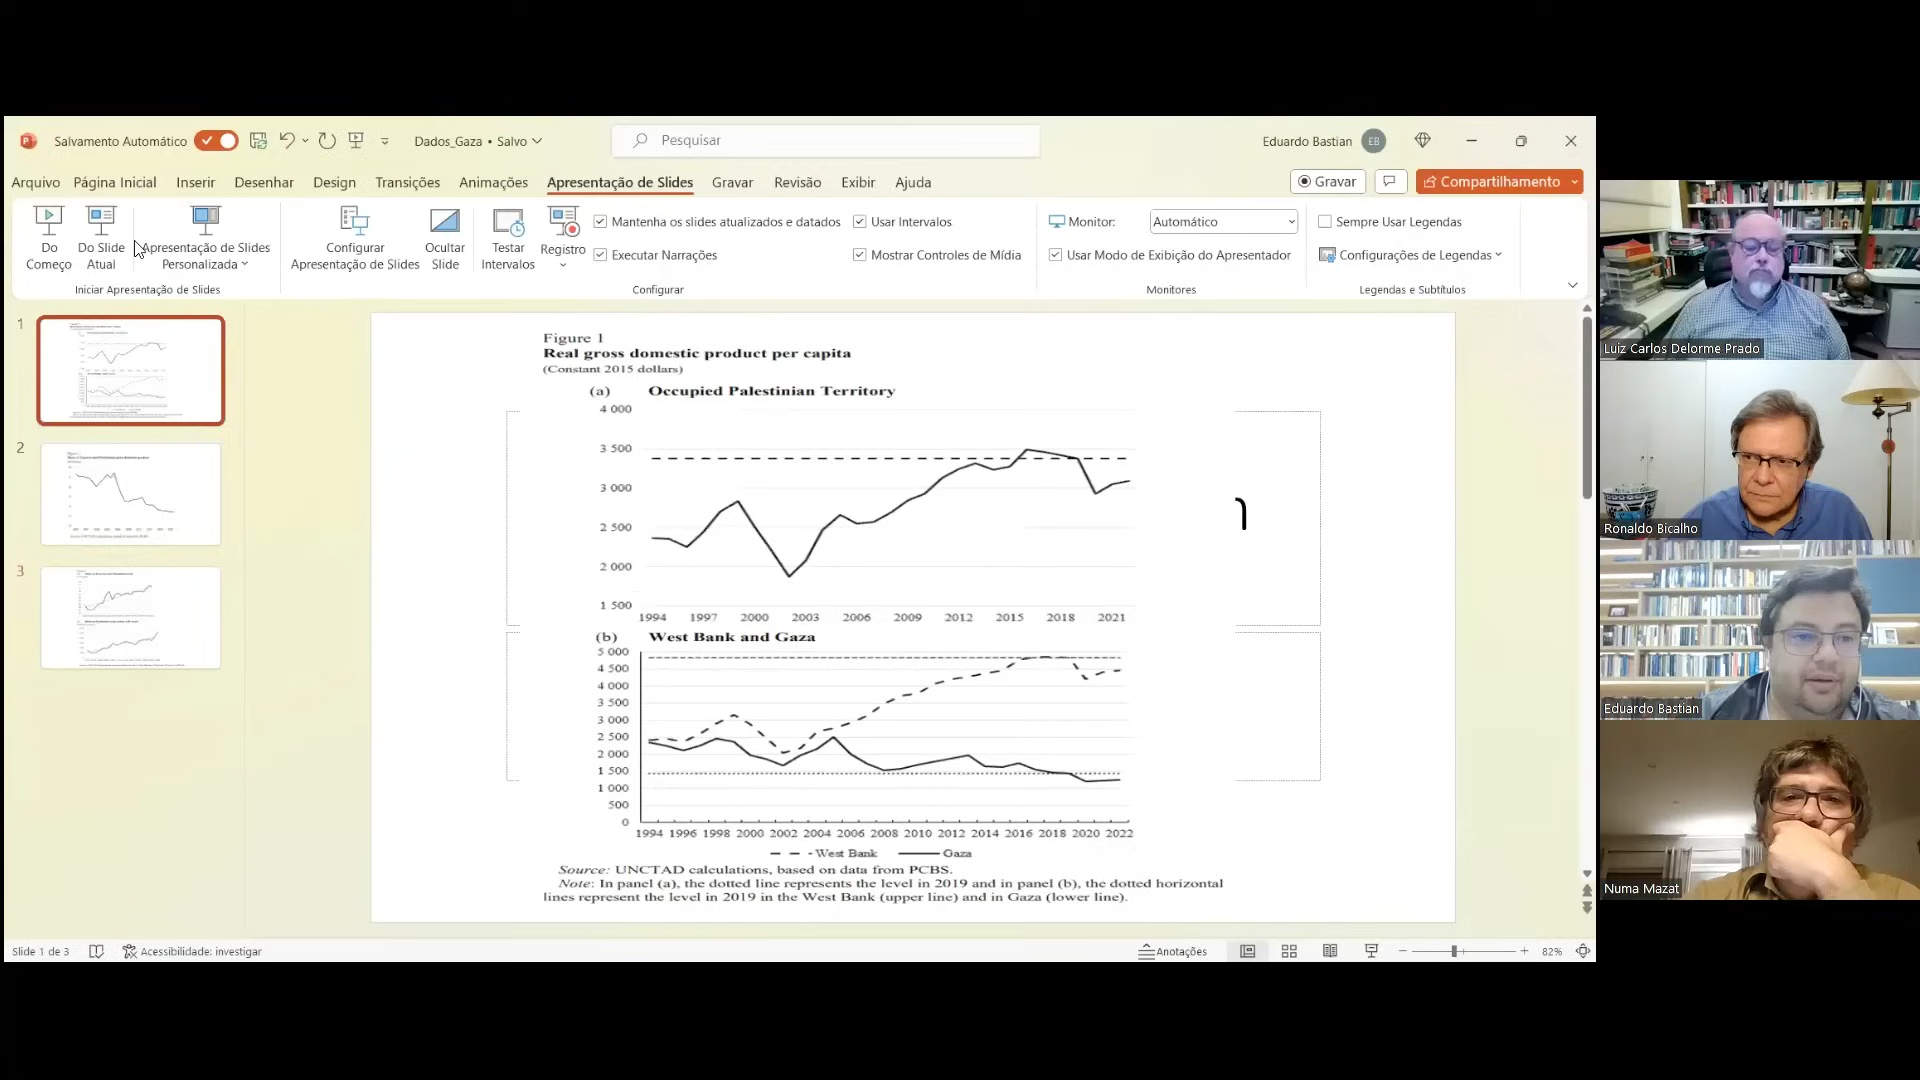 Salvamento Automático
Dados_Gaza • Salvo
Pesquisar
Eduardo Bastian
EB
Arquivo
Página Inicial
Inserir
Desenhar
Design
Transições
Animações
Apresentação de Slides
Gravar
Revisão
Exibir
Ajuda
Gravar
Compartilhamento
Do Começo
Do Slide Atual
Apresentação de Slides Personalizada
Iniciar Apresentação de Slides
Configurar Apresentação de Slides
Ocultar Slide
Testar Intervalos
Registro
Mantenha os slides atualizados e datados
Executar Narrações
Usar Intervalos
Mostrar Controles de Mídia
Configurar
Monitor:
Automático
Usar Modo de Exibição do Apresentador
Monitores
Sempre Usar Legendas
Configurações de Legendas
Legendas e Subtítulos
1
2
3
Figure 1
Real gross domestic product per capita
(Constant 2015 dollars)
(a) Occupied Palestinian Territory
4 000
3 500
3 000
2 500
2 000
1 500
1994 1997 2000 2003 2006 2009 2012 2015 2018 2021
(b) West Bank and Gaza
5 000
4 500
4 000
3 500
3 000
2 500
2 000
1 500
1 000
500
0
1994 1996 1998 2000 2002 2004 2006 2008 2010 2012 2014 2016 2018 2020 2022
West Bank Gaza
Source: UNCTAD calculations, based on data from PCBS.
Note: In panel (a), the dotted line represents the level in 2019 and in panel (b), the dotted horizontal
lines represent the level in 2019 in the West Bank (upper line) and in Gaza (lower line).
Slide 1 de 3
Acessibilidade: investigar
Anotações
82%
Luiz Carlos Delorme Prado
Ronaldo Bicalho
Eduardo Bastian
Numa Mazat